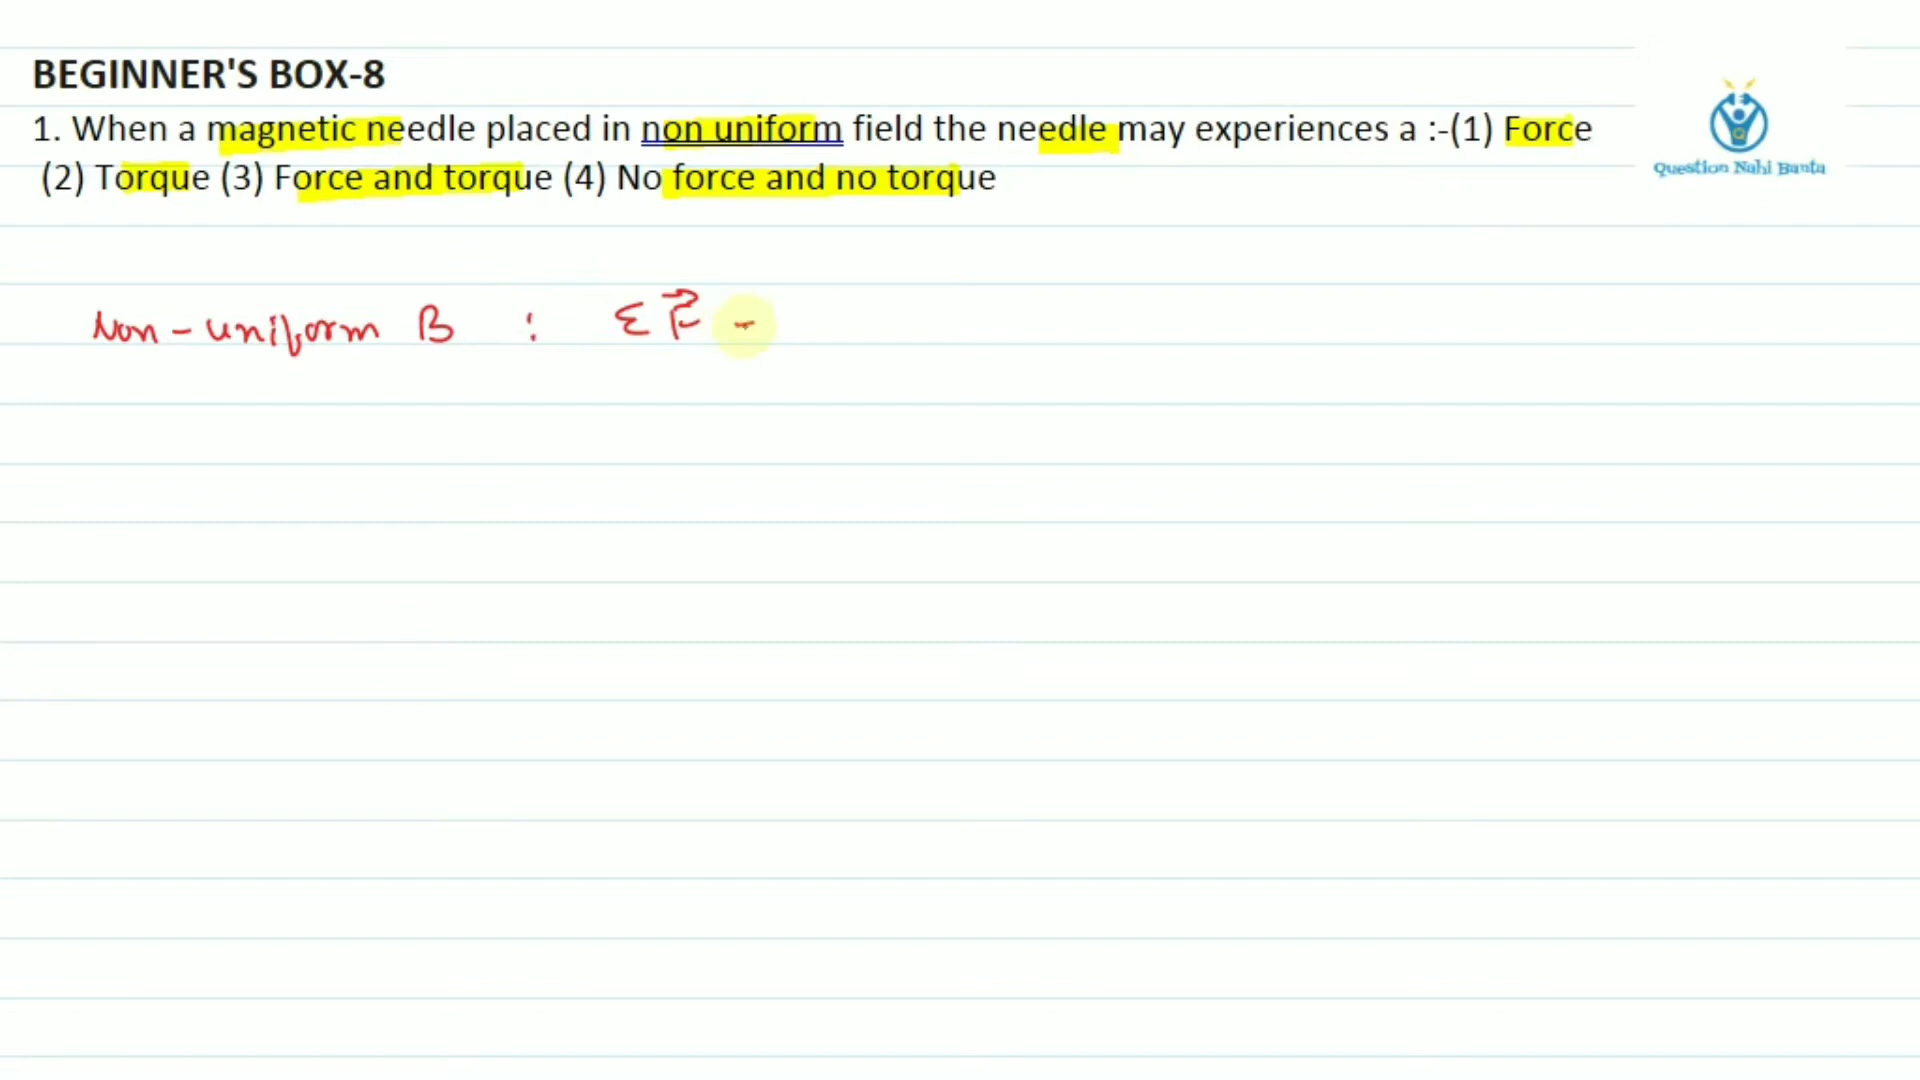 BEGINNER'S BOX-8
1. When a magnetic needle placed in non uniform field the needle may experiences a :-(1) Force
(2) Torque (3) Force and torque (4) No force and no torque
Question Nahi Banta
Non-uniform B : Σ F⃗ -